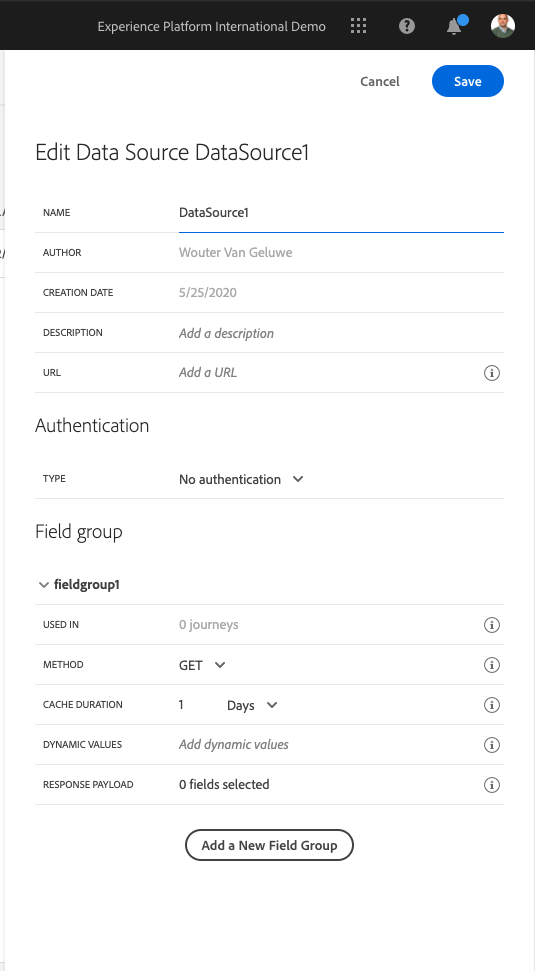 Experience Platform International Demo
Cancel
Save
Edit Data Source DataSource1
NAME DataSource1
AUTHOR Wouter Van Geluwe
CREATION DATE 5/25/2020
DESCRIPTION Add a description
URL Add a URL
Authentication
TYPE No authentication
Field group
fieldgroup1
USED IN 0 journeys
METHOD GET
CACHE DURATION 1 Days
DYNAMIC VALUES Add dynamic values
RESPONSE PAYLOAD 0 fields selected
Add a New Field Group